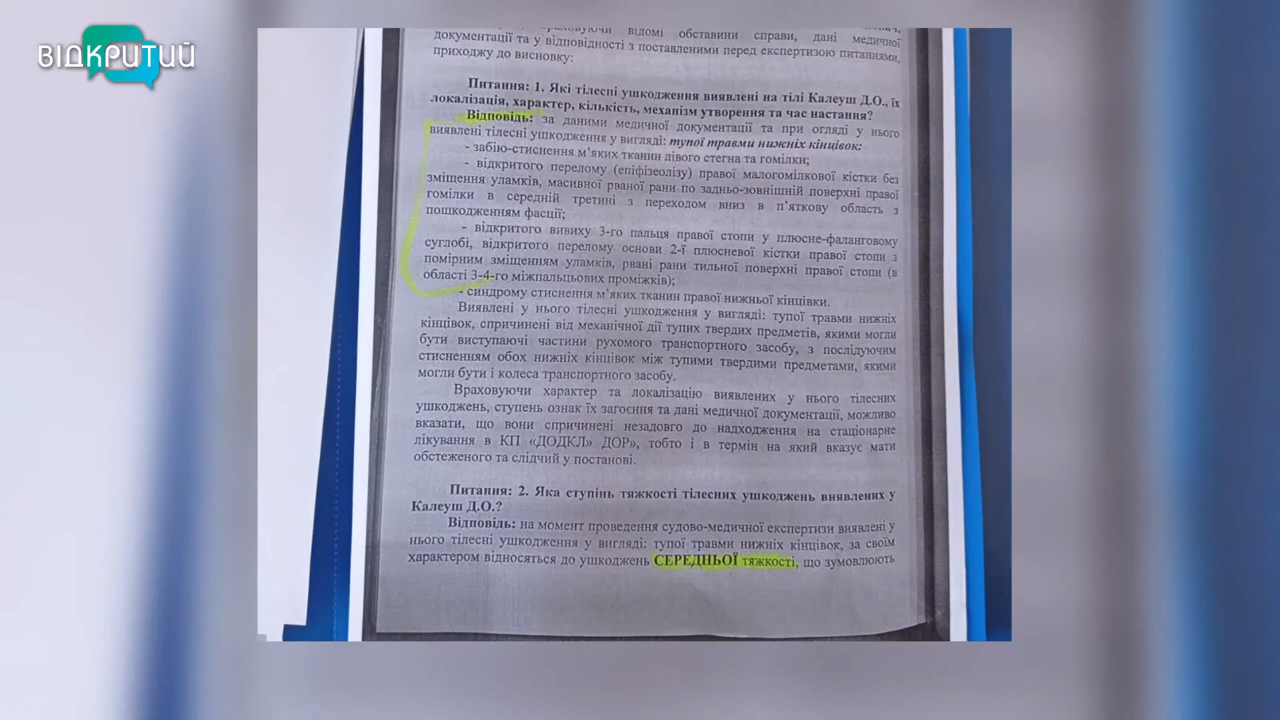 ВІДКРИТИЙ
відомі обставини справи, дані медичної
документації та у відповідності з поставленими перед експертизою питаннями,
приходжу до висновку:
Питання: 1. Які тілесні ушкодження виявлені на тілі Калеуш Д.О., їх
локалізація, характер, кількість, механізм утворення та час настання?
Відповідь: за даними медичної документації та при огляді у нього
виявлені тілесні ушкодження у вигляді: тупої травми нижніх кінцівок:
- забію-стиснення м’яких тканин лівого стегна та гомілки;
- відкритого перелому (епіфізеолізу) правої малогомілкової кістки без
зміщення уламків, масивної рваної рани по задньо-зовнішній поверхні правої
гомілки в середній третині з переходом вниз в п’яткову область з
пошкодженням фасції;
- відкритого вивиху 3-го пальця правої стопи у плюсне-фаланговому
суглобі, відкритого перелому основи 2-ї плюсневої кістки правої стопи з
помірним зміщенням уламків, рвані рани тильної поверхні правої стопи (в
області 3-4-го міжпальцьових проміжків);
- синдрому стиснення м’яких тканин правої нижньої кінцівки.
Виявлені у нього тілесні ушкодження у вигляді: тупої травми нижніх
кінцівок, спричинені від механічної дії тупих твердих предметів, якими могли
бути виступаючі частини рухомого транспортного засобу, з послідуючим
стисненням обох нижніх кінцівок між тупими твердими предметами, якими
могли бути і колеса транспортного засобу.
Враховуючи характер та локалізацію виявлених у нього тілесних
ушкоджень, ступень ознак їх загоєння та дані медичної документації, можливо
вказати, що вони спричинені незадовго до надходження на стаціонарне
лікування в КП «ДОДКЛ» ДОР», тобто і в термін на який вказує мати
обстеженого та слідчий у постанові.
Питання: 2. Яка ступінь тяжкості тілесних ушкоджень виявлених у
Калеуш Д.О.?
Відповідь: на момент проведення судово-медичної експертизи виявлені у
нього тілесні ушкодження у вигляді: тупої травми нижніх кінцівок, за своїм
характером відносяться до ушкоджень СЕРЕДНЬОЇ тяжкості, що зумовлюють